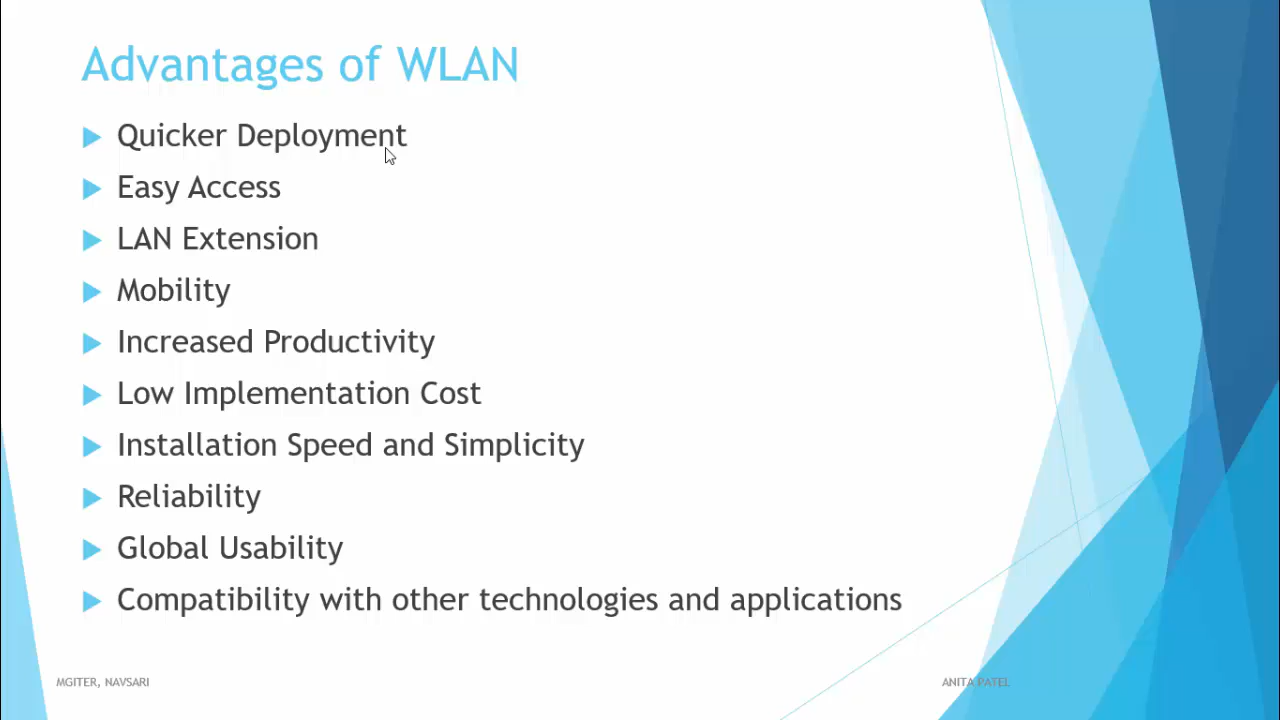 Advantages of WLAN
Quicker Deployment
Easy Access
LAN Extension
Mobility
Increased Productivity
Low Implementation Cost
Installation Speed and Simplicity
Reliability
Global Usability
Compatibility with other technologies and applications
MGITER, NAVSARI
ANITA PATEL